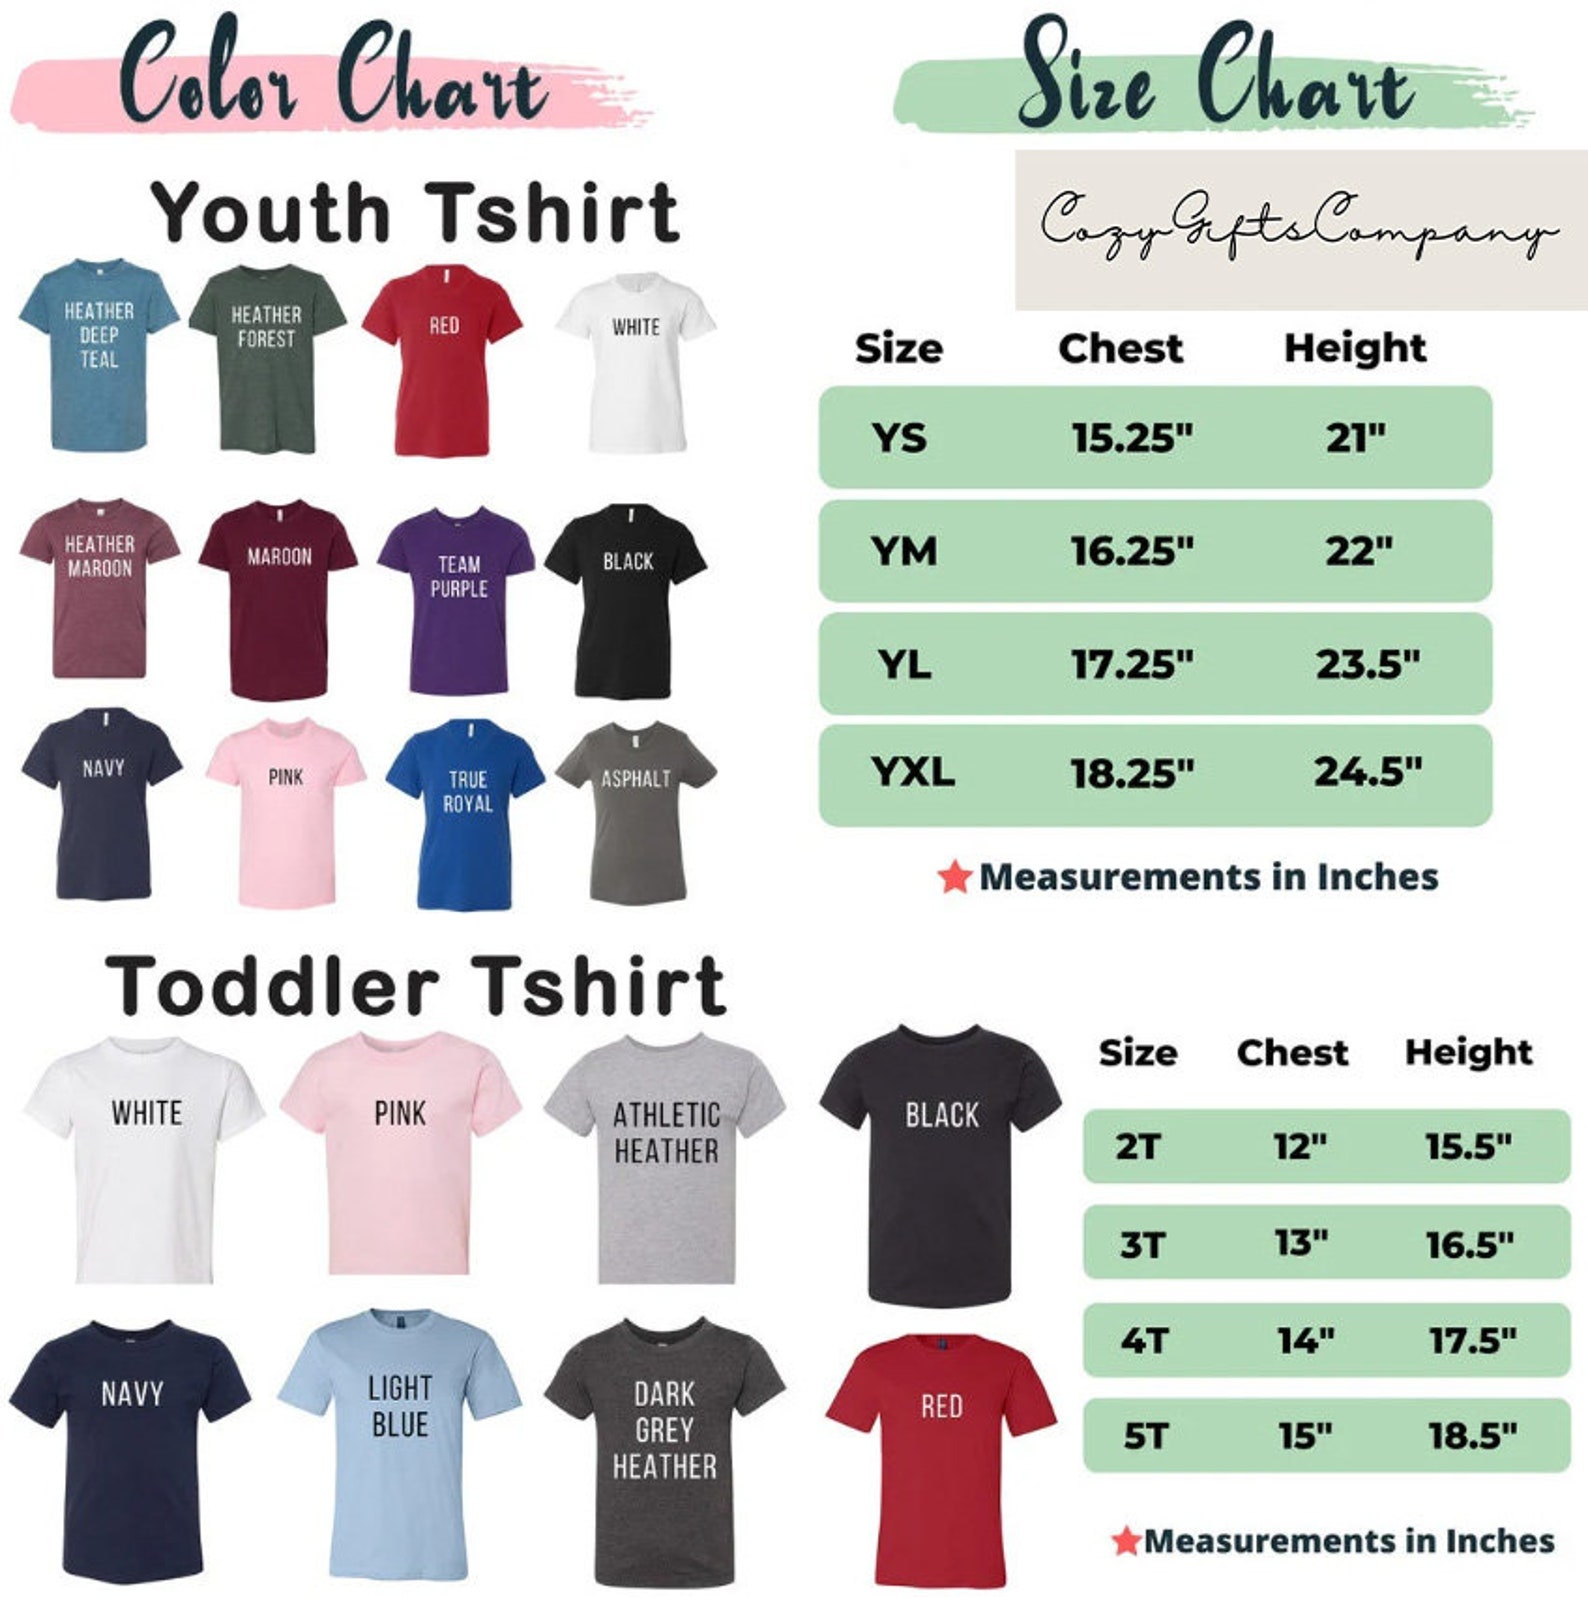 Color Chart
Size Chart
Youth Tshirt
CozyGiftsCompany
HEATHER
DEEP
TEAL
HEATHER
FOREST
RED
WHITE
HEATHER
MAROON
MAROON
TEAM
PURPLE
BLACK
NAVY
PINK
TRUE
ROYAL
ASPHALT
Size Chest Height
YS 15.25" 21"
YM 16.25" 22"
YL 17.25" 23.5"
YXL 18.25" 24.5"
Measurements in Inches
Toddler Tshirt
WHITE
PINK
ATHLETIC
HEATHER
BLACK
NAVY
LIGHT
BLUE
DARK
GREY
HEATHER
RED
Size Chest Height
2T 12" 15.5"
3T 13" 16.5"
4T 14" 17.5"
5T 15" 18.5"
Measurements in Inches